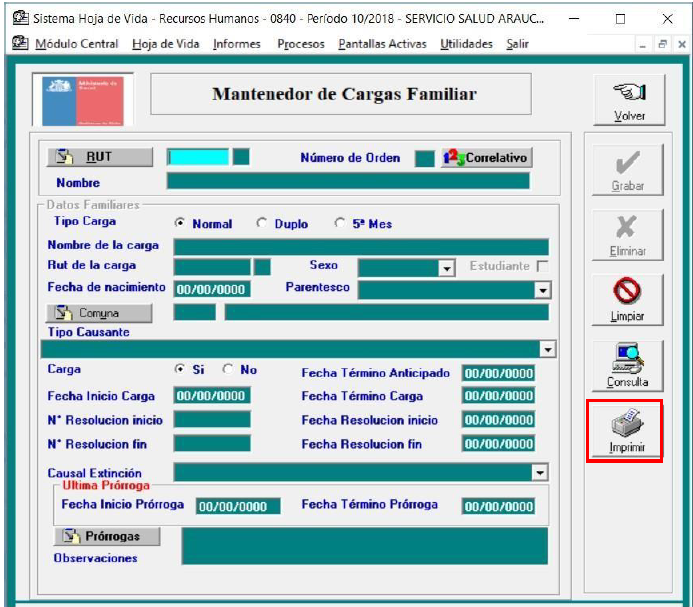 Sistema Hoja de Vida - Recursos Humanos - 0840 - Período 10/2018 - SERVICIO SALUD ARAUC...
Módulo Central Hoja de Vida Informes Procesos Pantallas Activas Utilidades Salir
Mantenedor de Cargas Familiar
Volver
RUT
Número de Orden
123 Correlativo
Nombre
Grabar
Datos Familiares
Tipo Carga Normal Duplo 5ª Mes
Nombre de la carga
Eliminar
Rut de la carga Sexo Estudiante
Fecha de nacimiento 00/00/0000 Parentesco
Comuna
Limpiar
Tipo Causante
Carga Si No Fecha Término Anticipado 00/00/0000
Consulta
Fecha Inicio Carga 00/00/0000 Fecha Término Carga 00/00/0000
N° Resolucion inicio Fecha Resolucion inicio 00/00/0000
N° Resolucion fin Fecha Resolucion fin 00/00/0000
Imprimir
Causal Extinción
Ultima Prórroga
Fecha Inicio Prórroga 00/00/0000 Fecha Término Prórroga 00/00/0000
Prórrogas
Observaciones